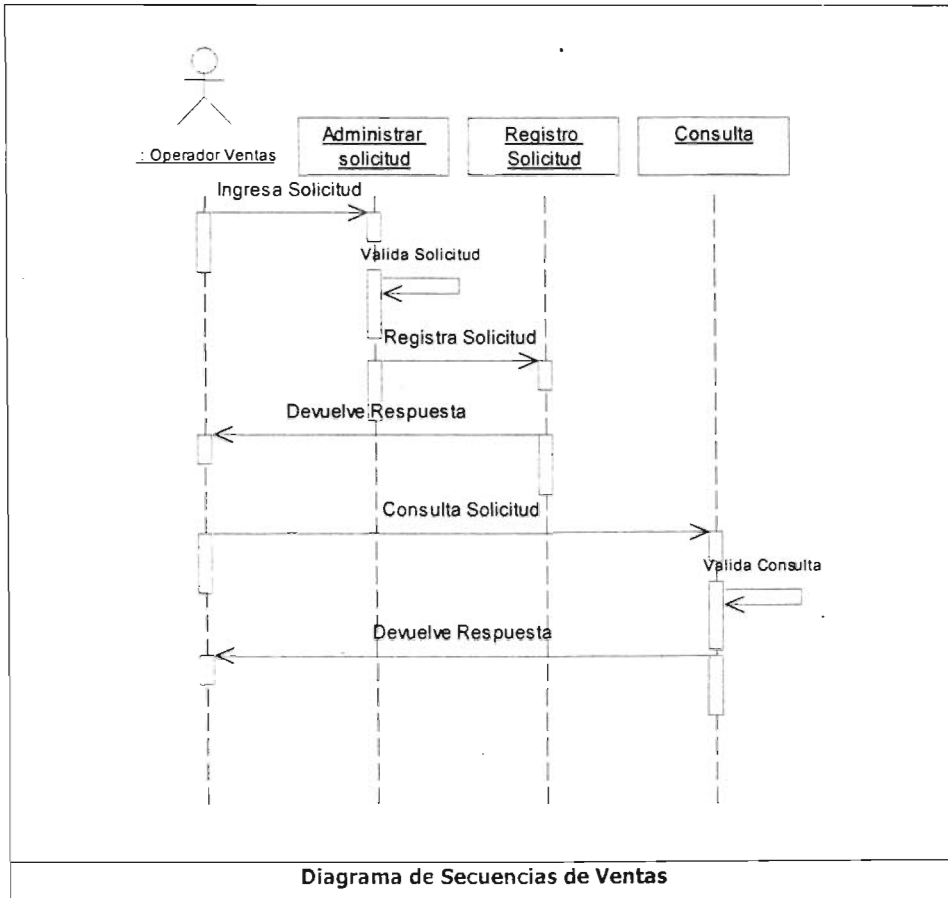 : Operador Ventas
Administrar
solicitud
Registro
Solicitud
Consulta
Ingresa Solicitud
Valida Solicitud
Registra Solicitud
Devuelve Respuesta
Consulta Solicitud
Valida Consulta
Devuelve Respuesta
Diagrama de Secuencias de Ventas